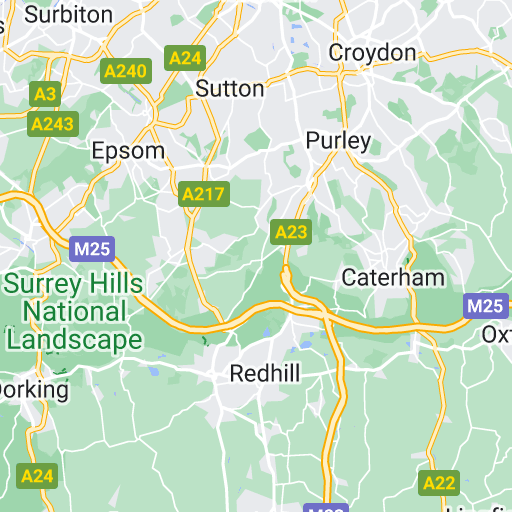 Surbiton
A24
Croydon
A240
A3
Sutton
A243
Purley
Epsom
A217
A23
M25
Caterham
Surrey Hills
National
Landscape
M25
Redhill
A24
A22